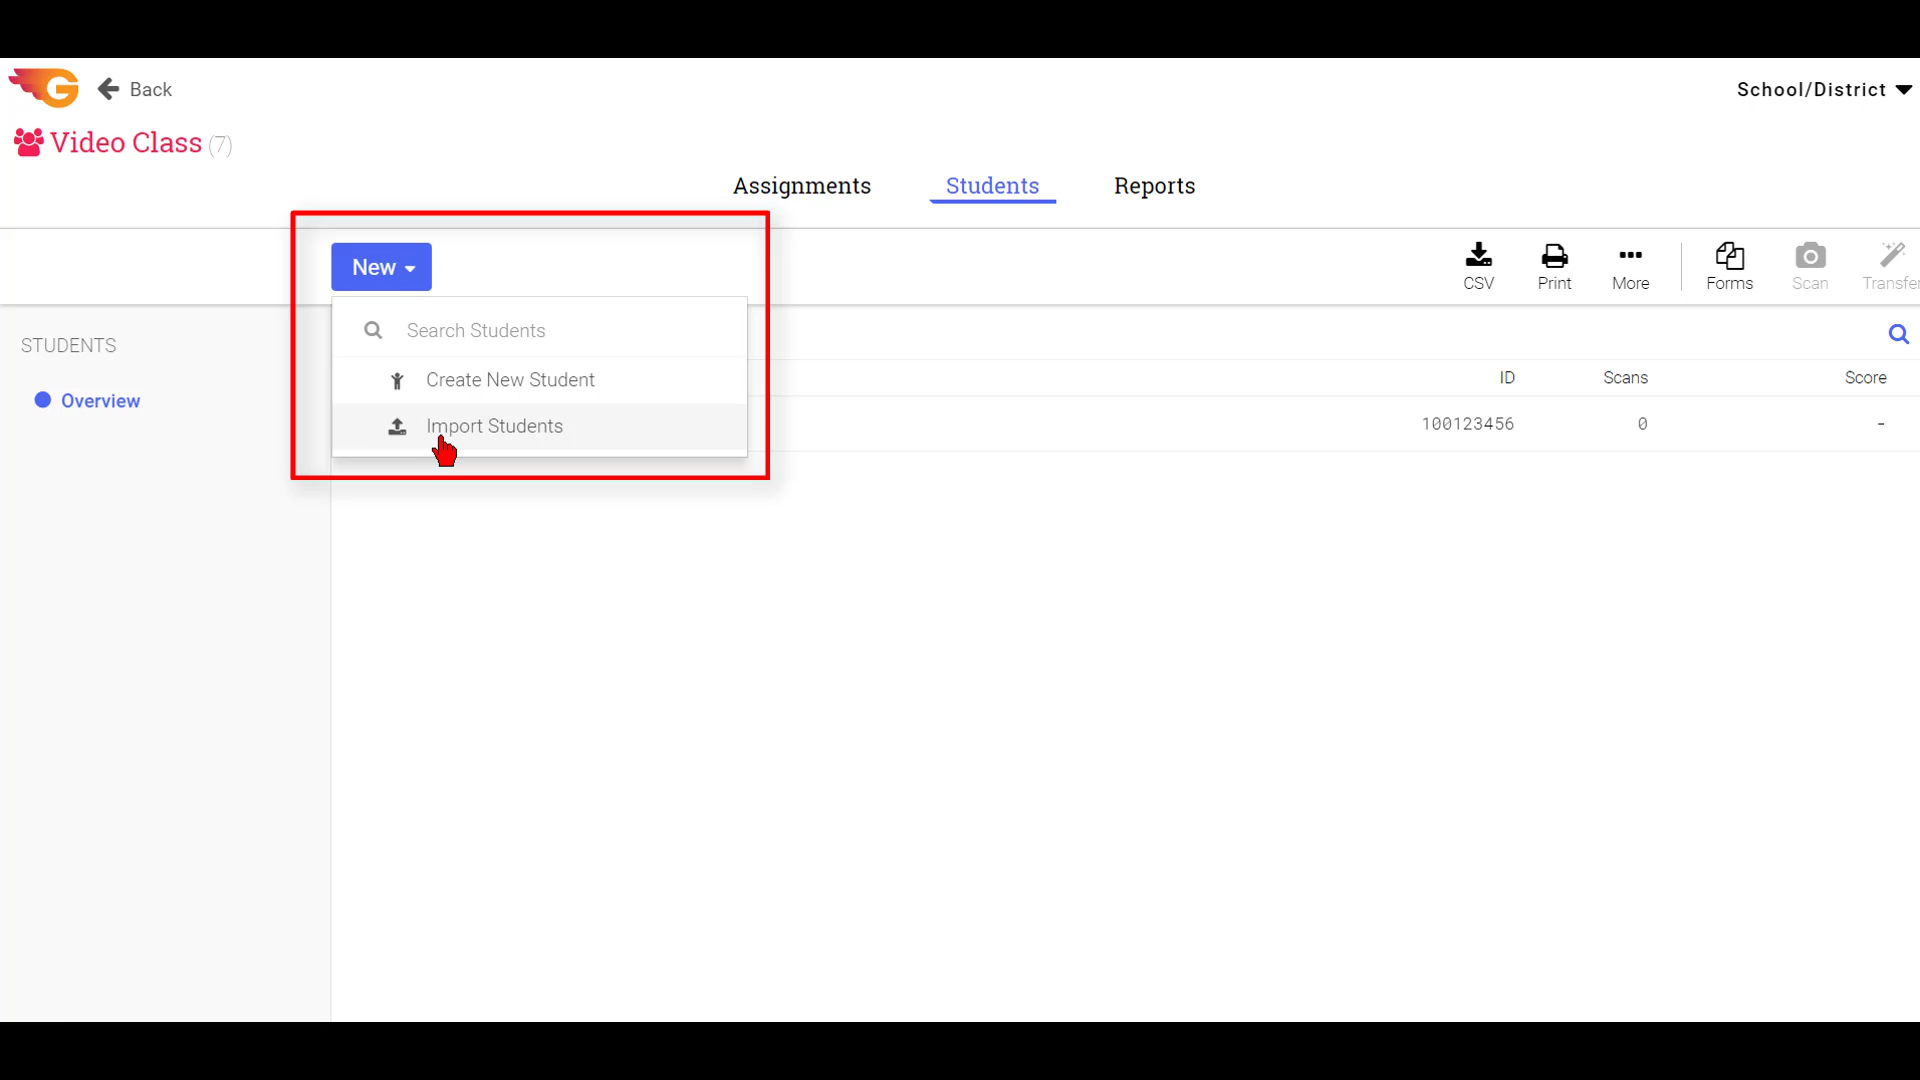 G Back
School/District
Video Class (7)
Assignments Students Reports
New
CSV Print More Forms Scan Transfer
Search Students
STUDENTS
Create New Student
ID Scans Score
Overview
Import Students
100123456 0 -